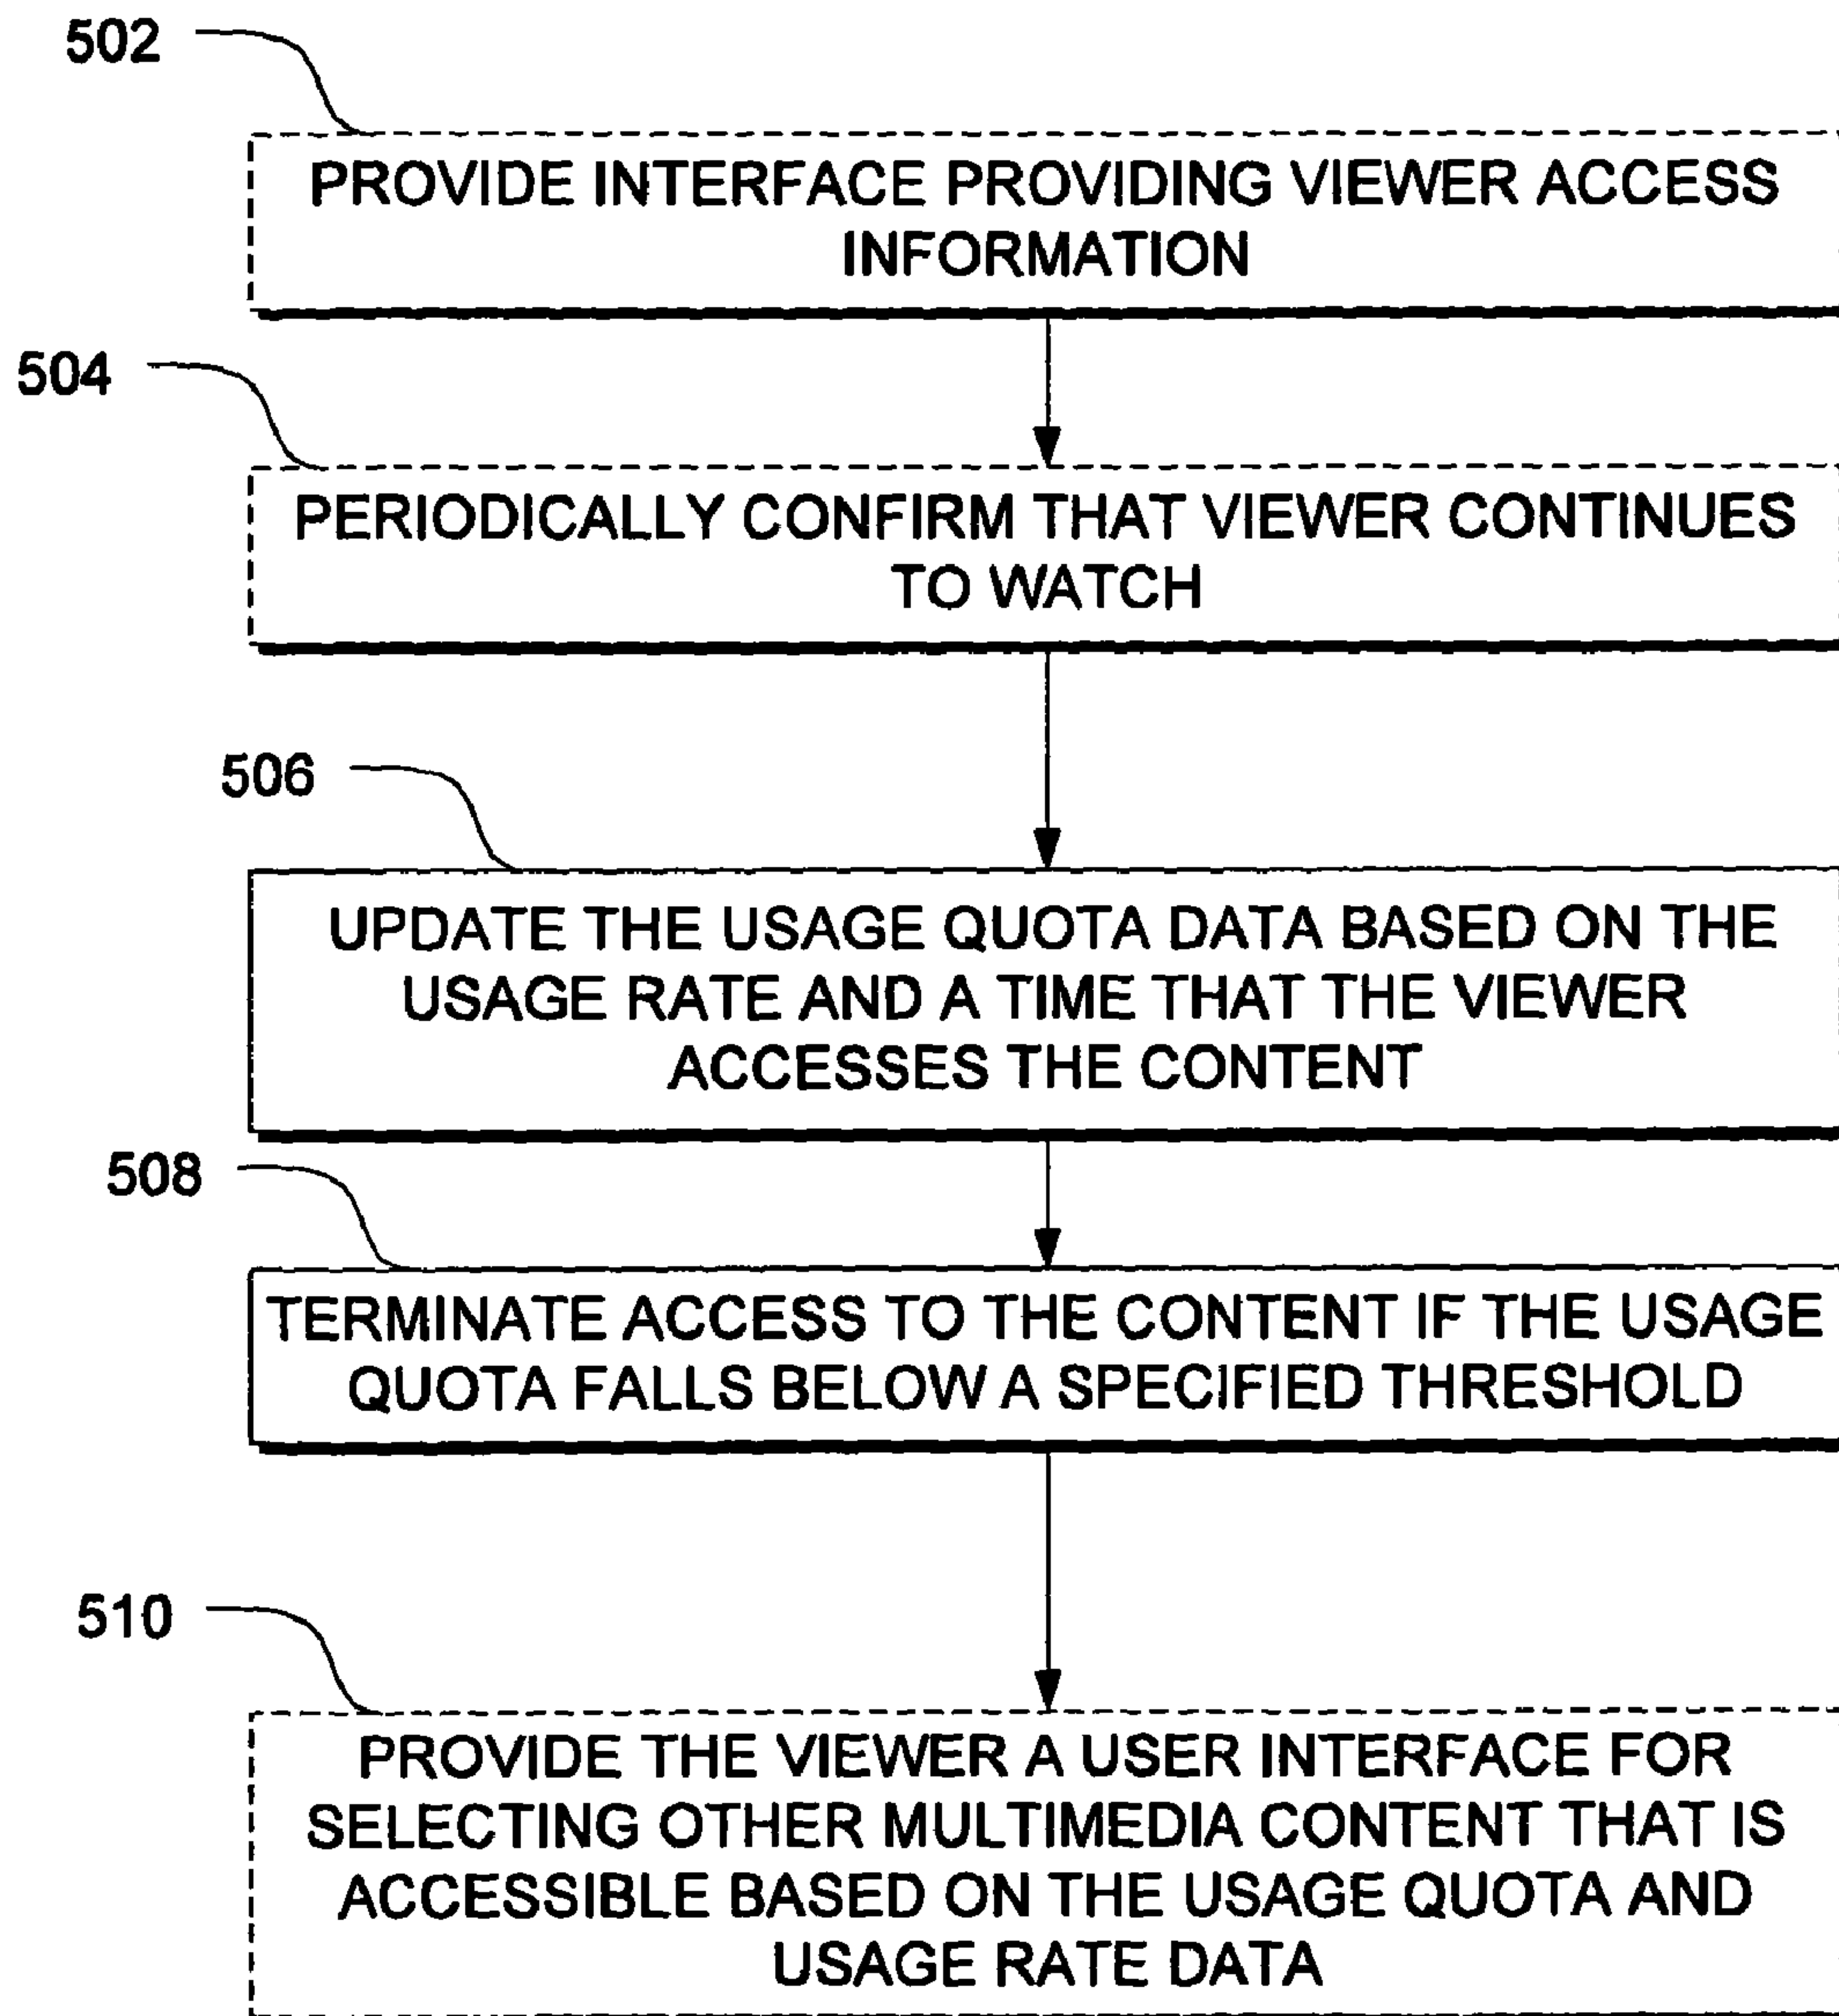 502
PROVIDE INTERFACE PROVIDING VIEWER ACCESS
INFORMATION
504
PERIODICALLY CONFIRM THAT VIEWER CONTINUES
TO WATCH
506
UPDATE THE USAGE QUOTA DATA BASED ON THE
USAGE RATE AND A TIME THAT THE VIEWER
ACCESSES THE CONTENT
508
TERMINATE ACCESS TO THE CONTENT IF THE USAGE
QUOTA FALLS BELOW A SPECIFIED THRESHOLD
510
PROVIDE THE VIEWER A USER INTERFACE FOR
SELECTING OTHER MULTIMEDIA CONTENT THAT IS
ACCESSIBLE BASED ON THE USAGE QUOTA AND
USAGE RATE DATA